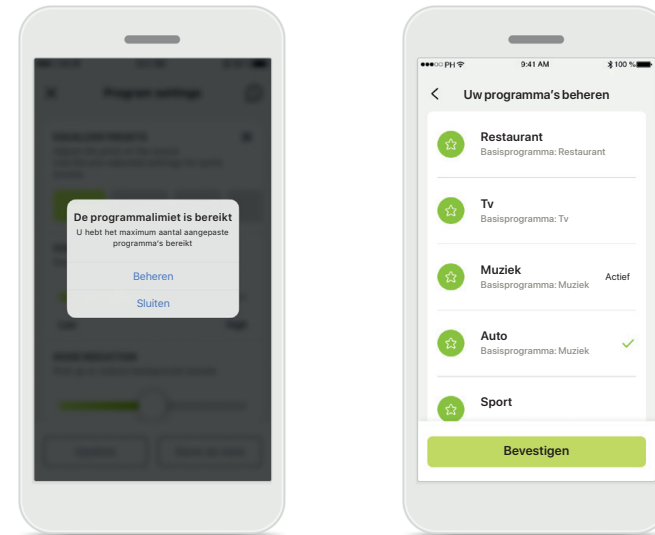 Program settings
De programmalimiet is bereikt
U hebt het maximum aantal aangepaste
programma's bereikt
Beheren
Sluiten
PH
9:41 AM
100 %
Uw programma's beheren
Restaurant
Basisprogramma: Restaurant
Tv
Basisprogramma: Tv
Muziek
Basisprogramma: Muziek
Actief
Auto
Basisprogramma: Muziek
Sport
Bevestigen